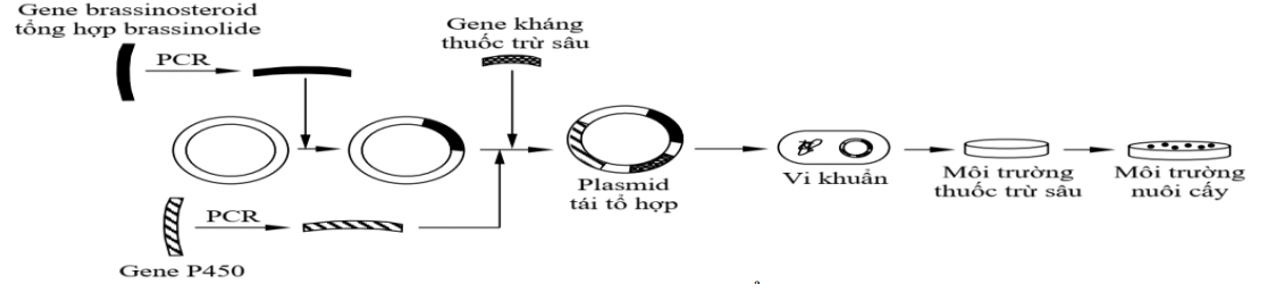 Gene brassinosteroid
tổng hợp brassinolide
PCR
Gene kháng
thuốc trừ sâu
Plasmid
tái tổ hợp
Vi khuẩn
Môi trường
thuốc trừ sâu
Môi trường
nuôi cấy
PCR
Gene P450